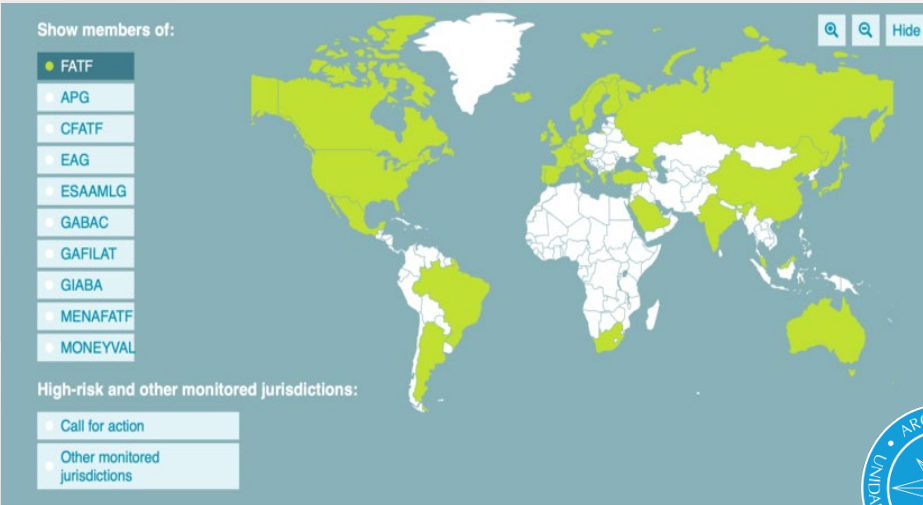 Show members of:
Hide
FATF
APG
CFATF
EAG
ESAAMLG
GABAC
GAFILAT
GIABA
MENAFATF
MONEYVAL
High-risk and other monitored jurisdictions:
Call for action
Other monitored
jurisdictions